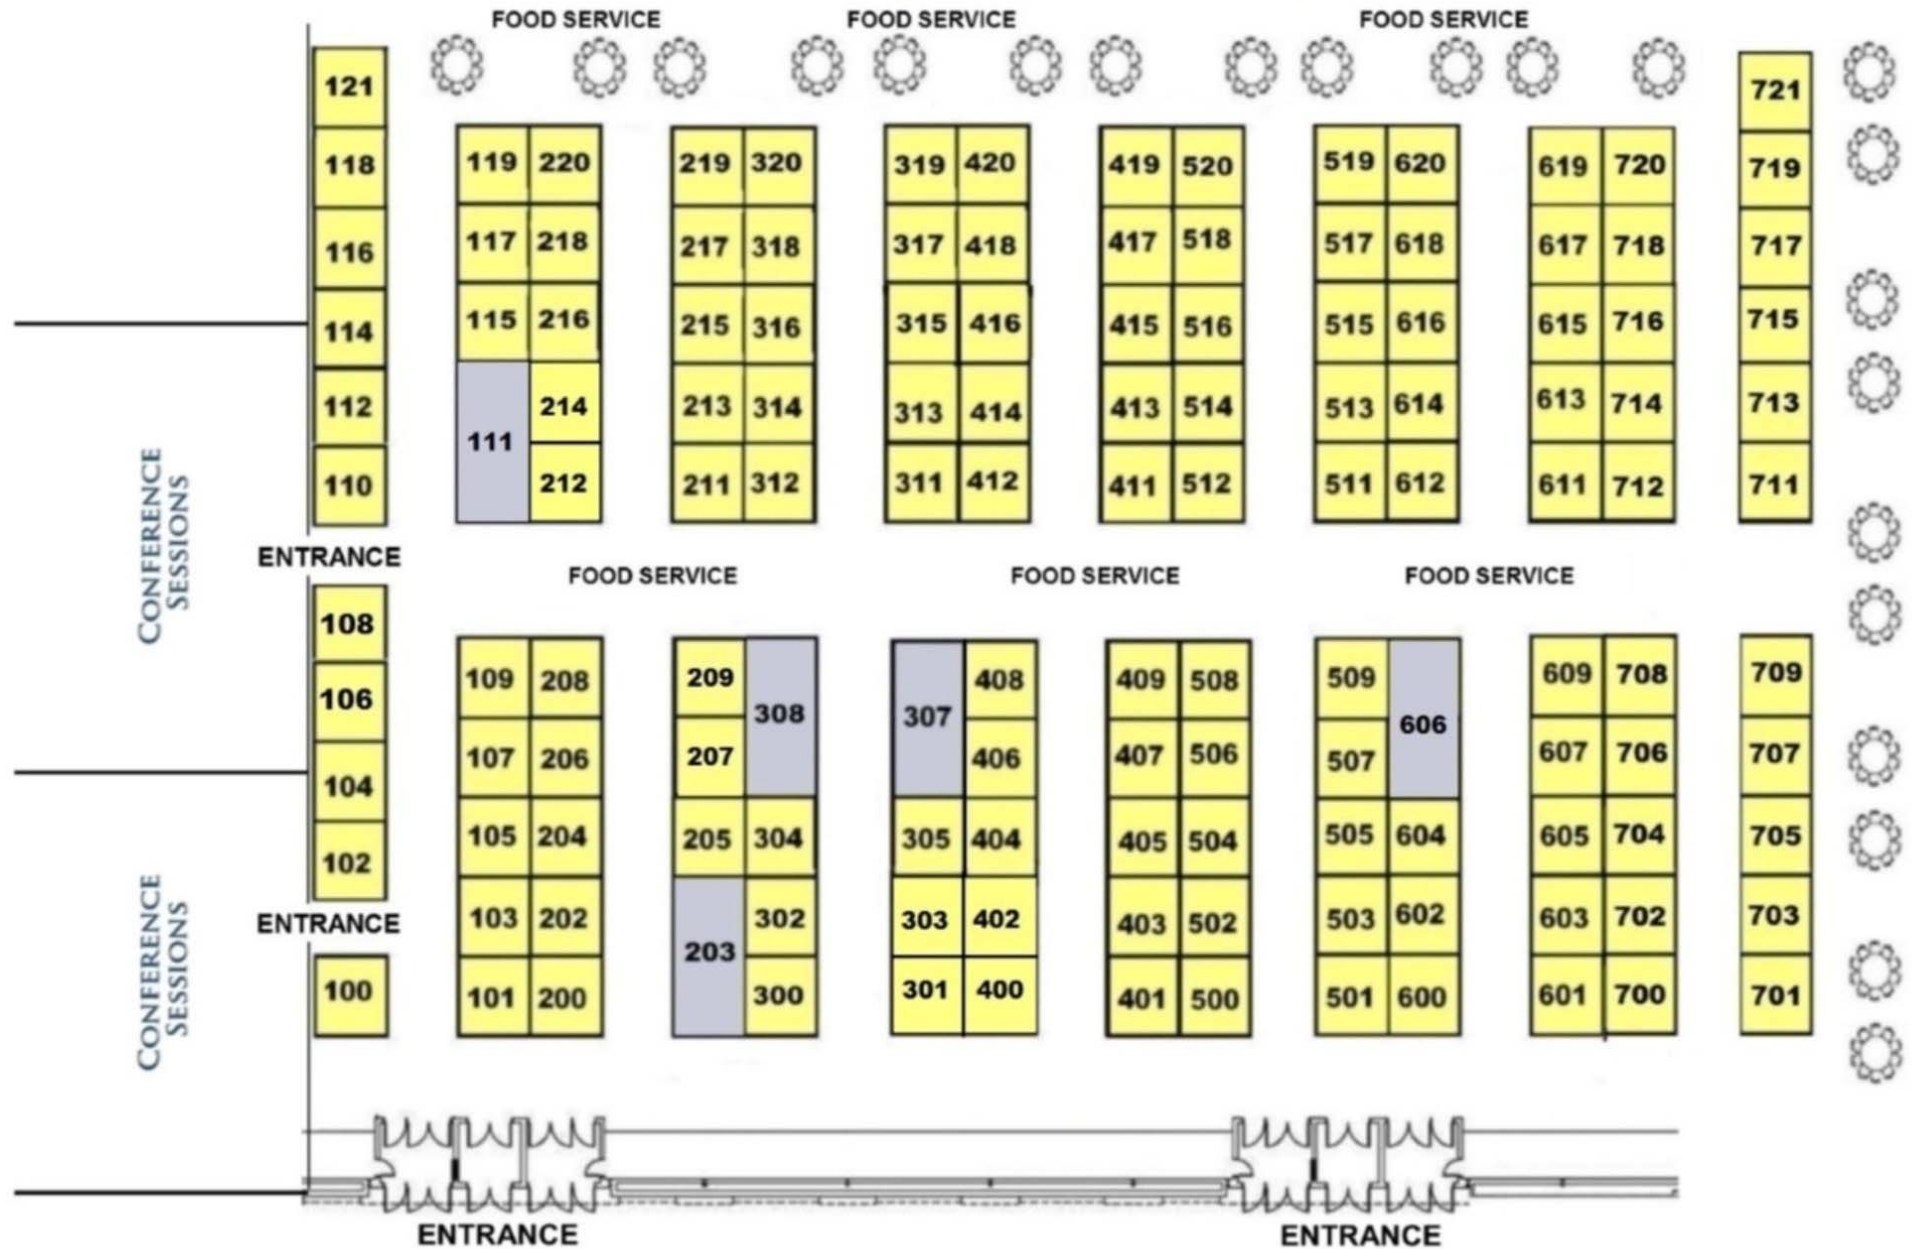 FOOD SERVICE FOOD SERVICE FOOD SERVICE
121 721
118 119 220 219 320 319 420 419 520 519 620 619 720 719
116 117 218 217 318 317 418 417 518 517 618 617 718 717
114 115 216 215 316 315 416 415 516 515 616 615 716 715
112 214 213 314 313 414 413 514 513 614 613 714 713
111
110 212 211 312 311 412 411 512 511 612 611 712 711
CONFERENCE
SESSIONS
ENTRANCE
FOOD SERVICE FOOD SERVICE FOOD SERVICE
108
109 208 209 408 409 508 509 609 708 709
106 308 307 606
107 206 207 406 407 506 507 607 706 707
104
105 204 205 304 305 404 405 504 505 604 605 704 705
102
103 202 302 303 402 403 502 503 602 603 702 703
ENTRANCE
203
CONFERENCE
SESSIONS
100 101 200 300 301 400 401 500 501 600 601 700 701
ENTRANCE ENTRANCE